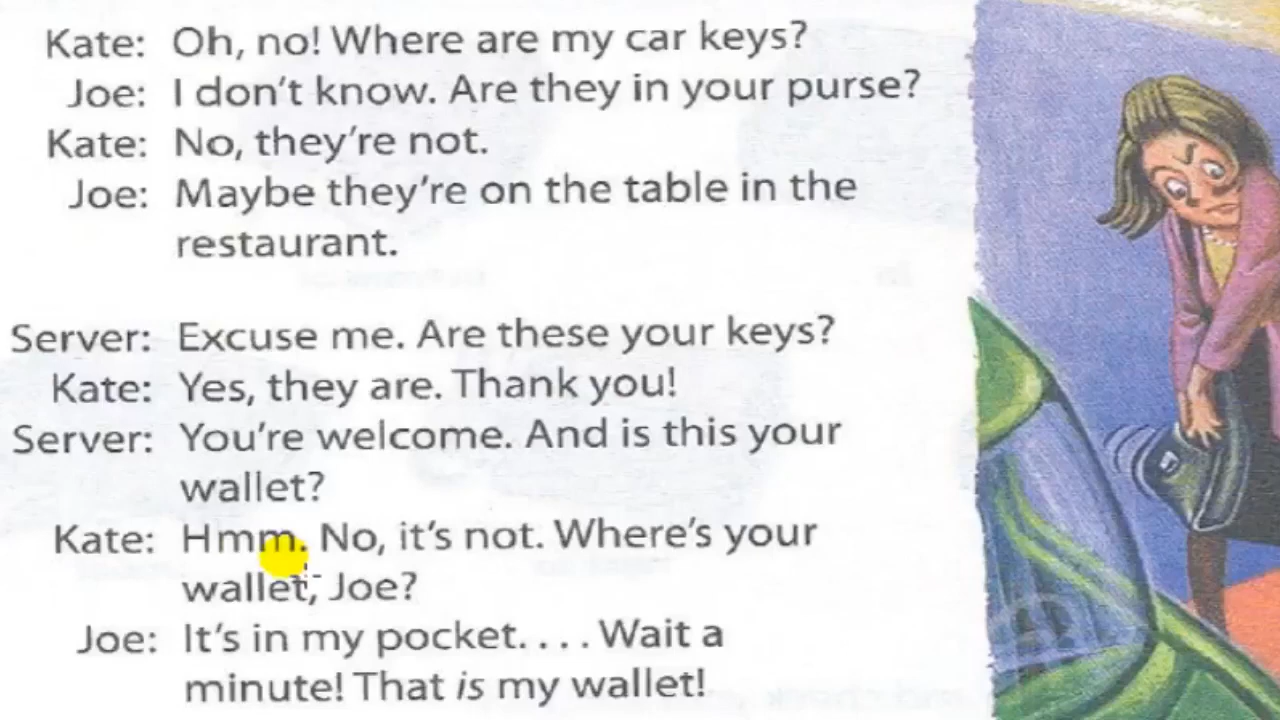 Kate: Oh, no! Where are my car keys?
Joe: I don't know. Are they in your purse?
Kate: No, they're not.
Joe: Maybe they're on the table in the
restaurant.
Server: Excuse me. Are these your keys?
Kate: Yes, they are. Thank you!
Server: You're welcome. And is this your
wallet?
Kate: Hmm. No, it's not. Where's your
wallet, Joe?
Joe: It's in my pocket. . . . Wait a
minute! That is my wallet!